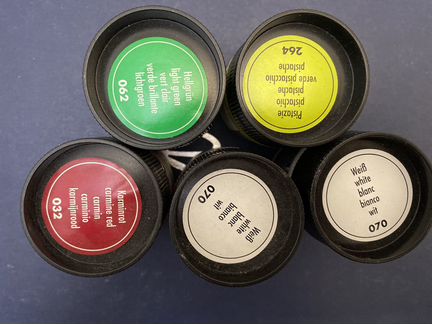 Hellgrün
light green
vert clair
verde brillante
lichtgroen
062
Pistazie
pistachio
verde pistacchio
pistache
pistache
264
Karminrot
carmine red
carmin
carminio
karmijnrood
032
Weiß
white
blanc
bianco
wit
070
Weiß
white
blanc
bianco
wit
070